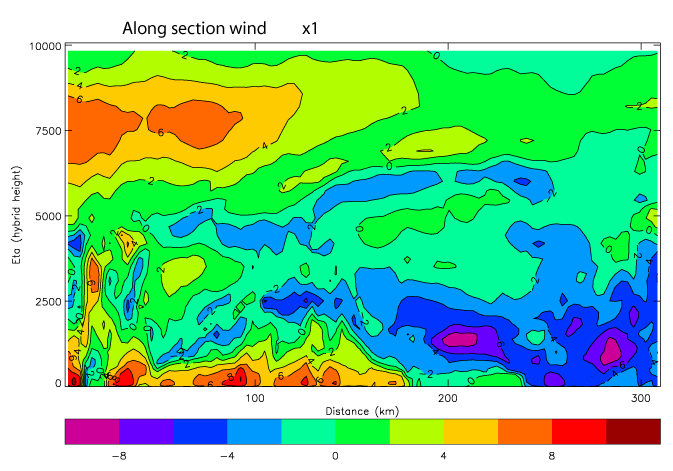 Along section wind x1
10000
7500
5000
2500
0
Eta (hybrid height)
100 200 300
Distance (km)
−8 −4 0 4 8